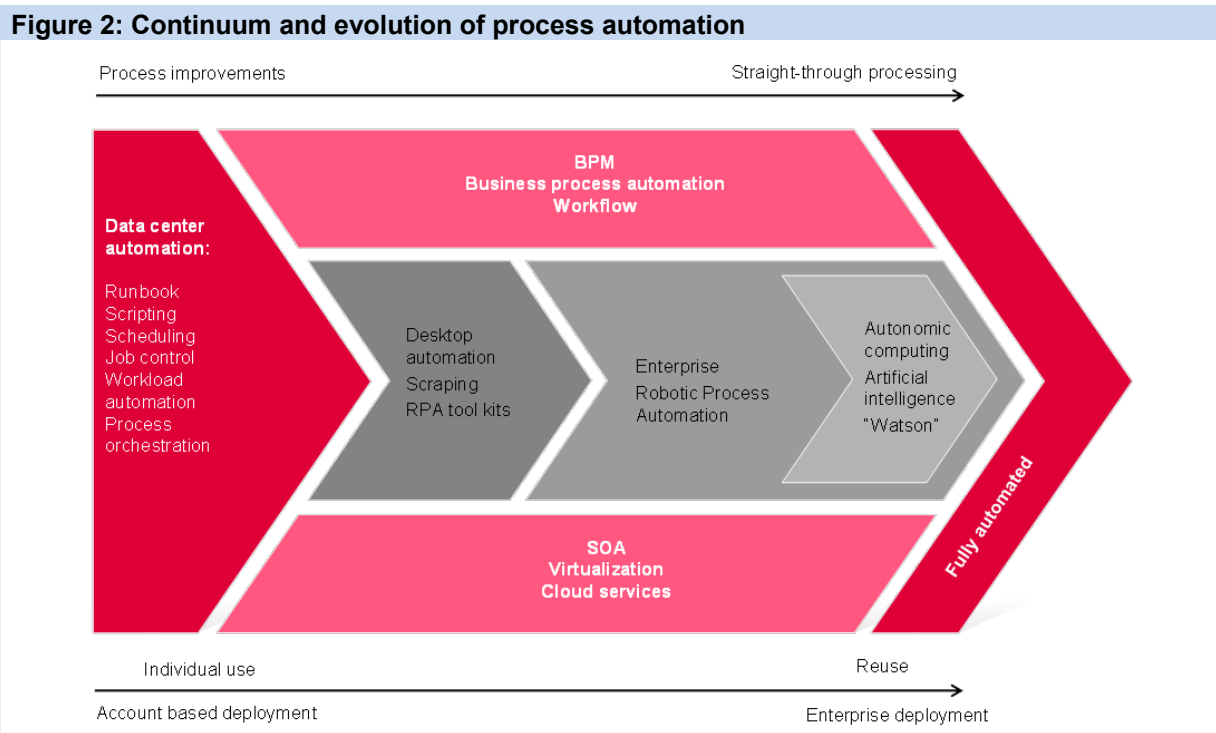 Figure 2: Continuum and evolution of process automation
Process improvements
Straight-through processing
BPM
Business process automation
Workflow
Data center
automation:
Runbook
Scripting
Scheduling
Job control
Workload
automation
Process
orchestration
Desktop
automation
Scraping
RPA tool kits
Enterprise
Robotic Process
Automation
Autonomic
computing
Artificial
intelligence
"Watson"
Fully automated
SOA
Virtualization
Cloud services
Individual use
Reuse
Account based deployment
Enterprise deployment